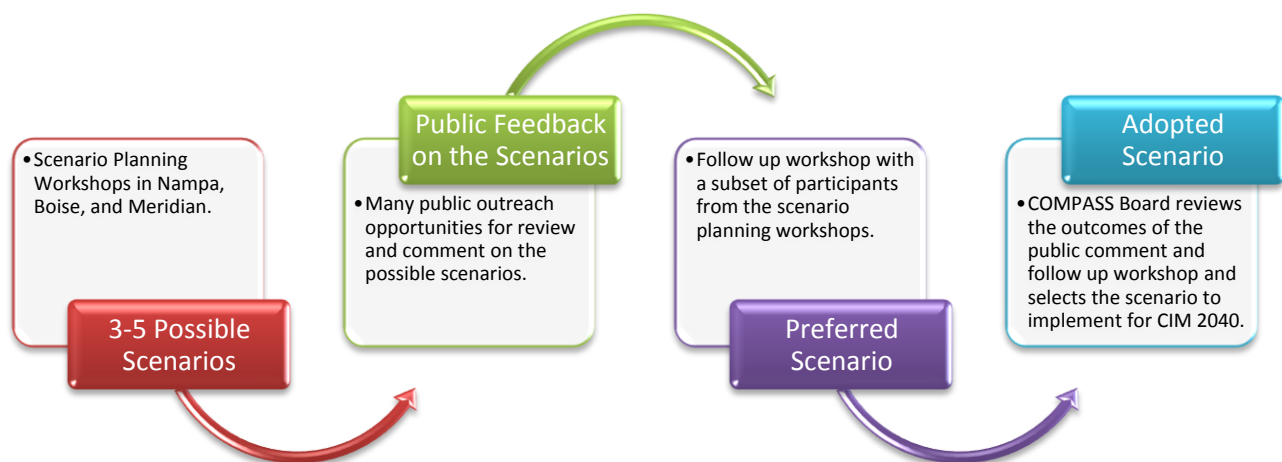 •Scenario Planning
Workshops in Nampa,
Boise, and Meridian.
3-5 Possible
Scenarios
Public Feedback
on the Scenarios
•Many public outreach
opportunities for review
and comment on the
possible scenarios.
•Follow up workshop with
a subset of participants
from the scenario
planning workshops.
Preferred
Scenario
Adopted
Scenario
•COMPASS Board reviews
the outcomes of the
public comment and
follow up workshop and
selects the scenario to
implement for CIM 2040.